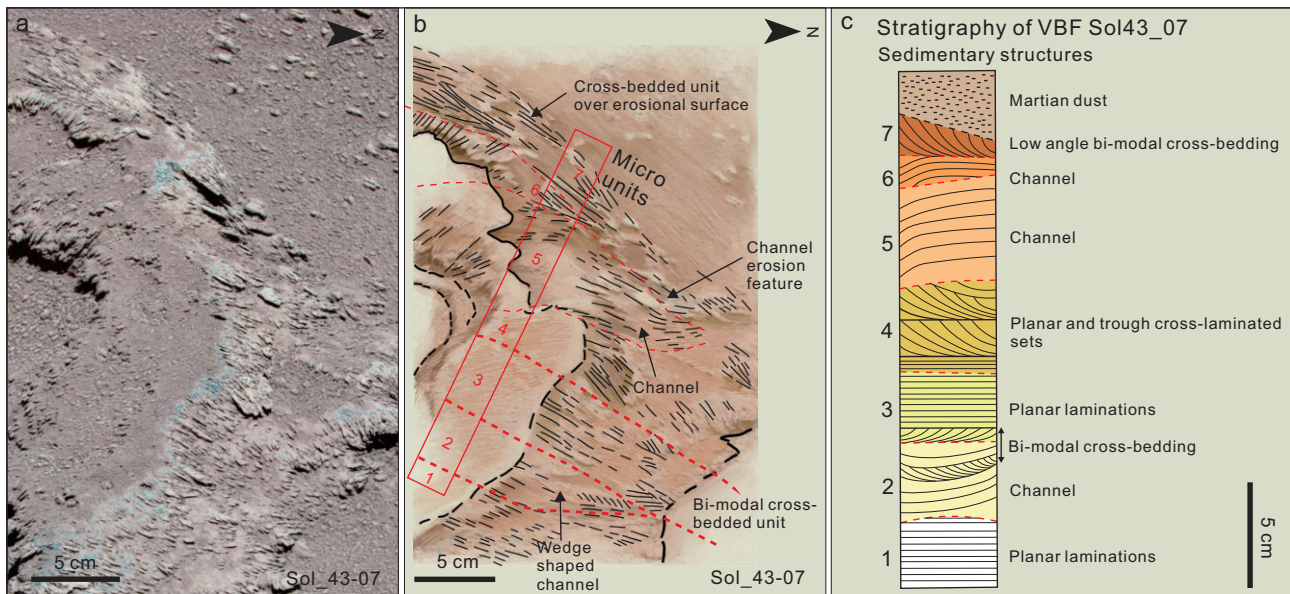 a
N
5 cm
Sol_43-07
b
N
Cross-bedded unit
over erosional surface
Micro
units
7
6
5
4
3
2
1
Channel
erosion
feature
Channel
Bi-modal cross-
bedded unit
Wedge
shaped
channel
5 cm
Sol_43-07
c
Stratigraphy of VBF Sol43_07
Sedimentary structures
Martian dust
7
Low angle bi-modal cross-bedding
6
Channel
5
Channel
4
Planar and trough cross-laminated
sets
3
Planar laminations
Bi-modal cross-bedding
2
Channel
1
Planar laminations
5 cm